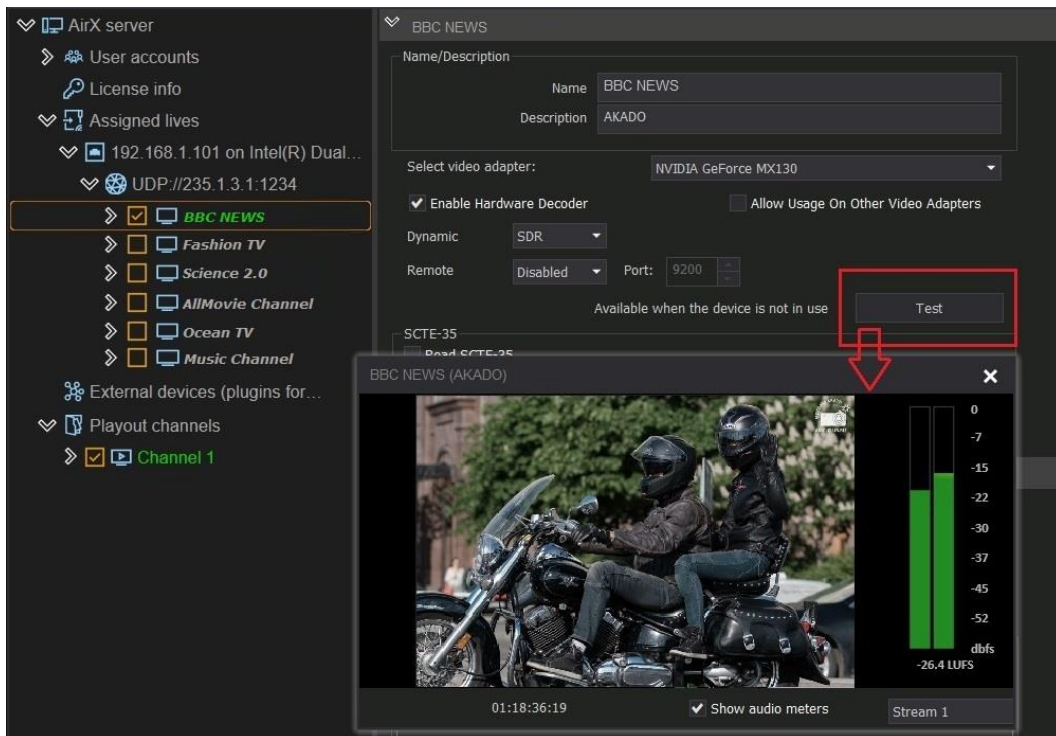 AirX server
User accounts
License info
Assigned lives
192.168.1.101 on Intel(R) Dual...
UDP://235.1.3.1:1234
BBC NEWS
Fashion TV
Science 2.0
AllMovie Channel
Ocean TV
Music Channel
External devices (plugins for...
Playout channels
Channel 1
BBC NEWS
Name/Description
Name BBC NEWS
Description AKADO
Select video adapter: NVIDIA GeForce MX130
Enable Hardware Decoder Allow Usage On Other Video Adapters
Dynamic SDR
Remote Disabled Port: 9200
Available when the device is not in use Test
SCTE-35
Read SCTE-35
BBC NEWS (AKADO)
0
-7
-15
-22
-30
-37
-45
-52
dbfs
-26.4 LUFS
01:18:36:19 Show audio meters Stream 1